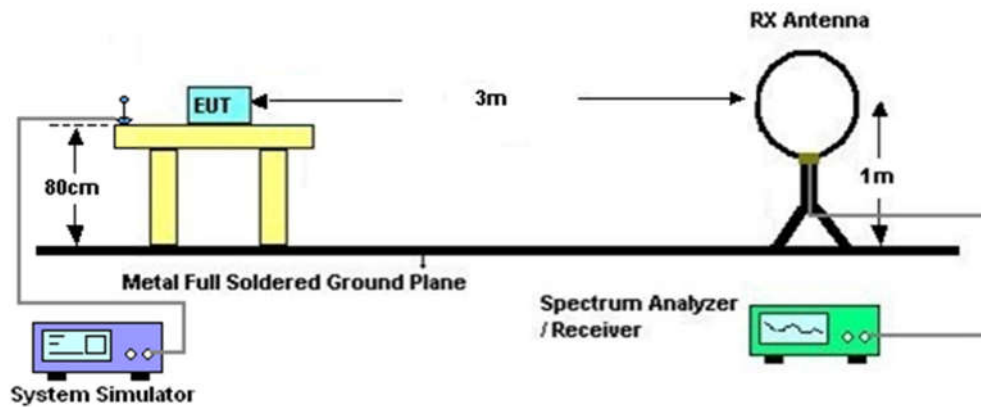 RX Antenna
EUT
3m
80cm
1m
Metal Full Soldered Ground Plane
Spectrum Analyzer
/ Receiver
System Simulator